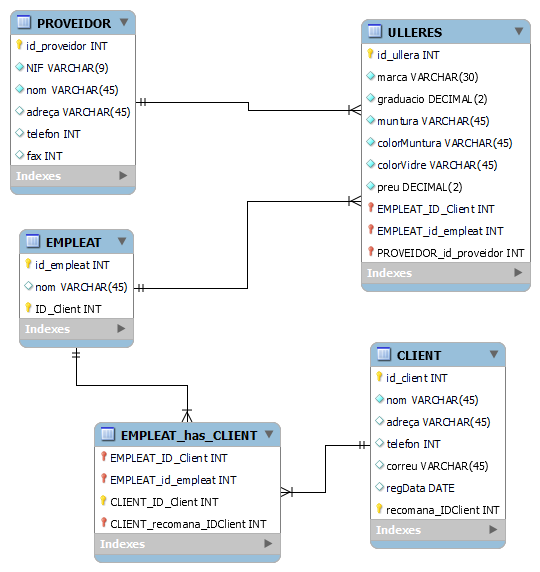 PROVEIDOR
id_proveidor INT
NIF VARCHAR(9)
nom VARCHAR(45)
adreça VARCHAR(45)
telefon INT
fax INT
Indexes
ULLERES
id_ullera INT
marca VARCHAR(30)
graduacio DECIMAL(2)
muntura VARCHAR(45)
colorMuntura VARCHAR(45)
colorVidre VARCHAR(45)
preu DECIMAL(2)
EMPLEAT_ID_Client INT
EMPLEAT_id_empleat INT
PROVEIDOR_id_proveidor INT
Indexes
EMPLEAT
id_empleat INT
nom VARCHAR(45)
ID_Client INT
Indexes
CLIENT
id_client INT
nom VARCHAR(45)
adreça VARCHAR(45)
telefon INT
correu VARCHAR(45)
regData DATE
recomana_IDClient INT
Indexes
EMPLEAT_has_CLIENT
EMPLEAT_ID_Client INT
EMPLEAT_id_empleat INT
CLIENT_ID_Client INT
CLIENT_recomana_IDClient INT
Indexes